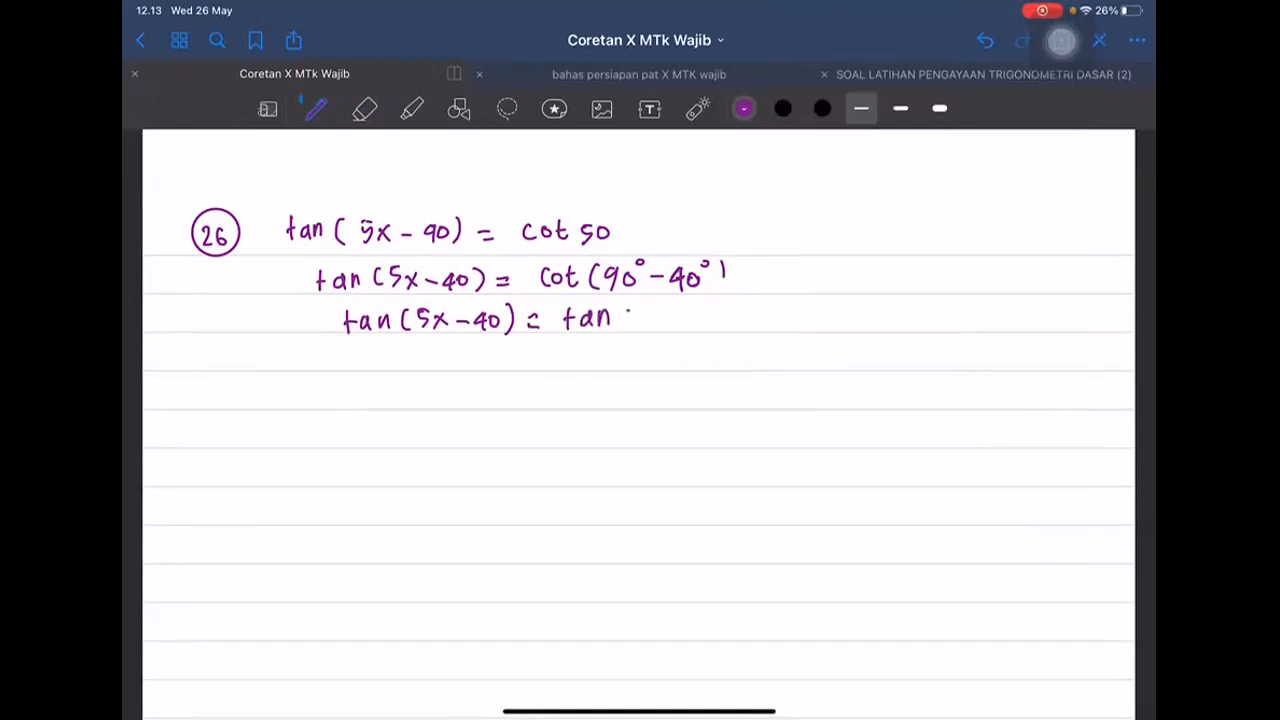 12.13 Wed 26 May
26%
Coretan X MTk Wajib
Coretan X MTk Wajib
bahas persiapan pat X MTK wajib
SOAL LATIHAN PENGAYAAN TRIGONOMETRI DASAR (2)
26 tan(5x-40) = cot 50
tan(5x-40) = cot(90°-40°)
tan(5x-40) = tan